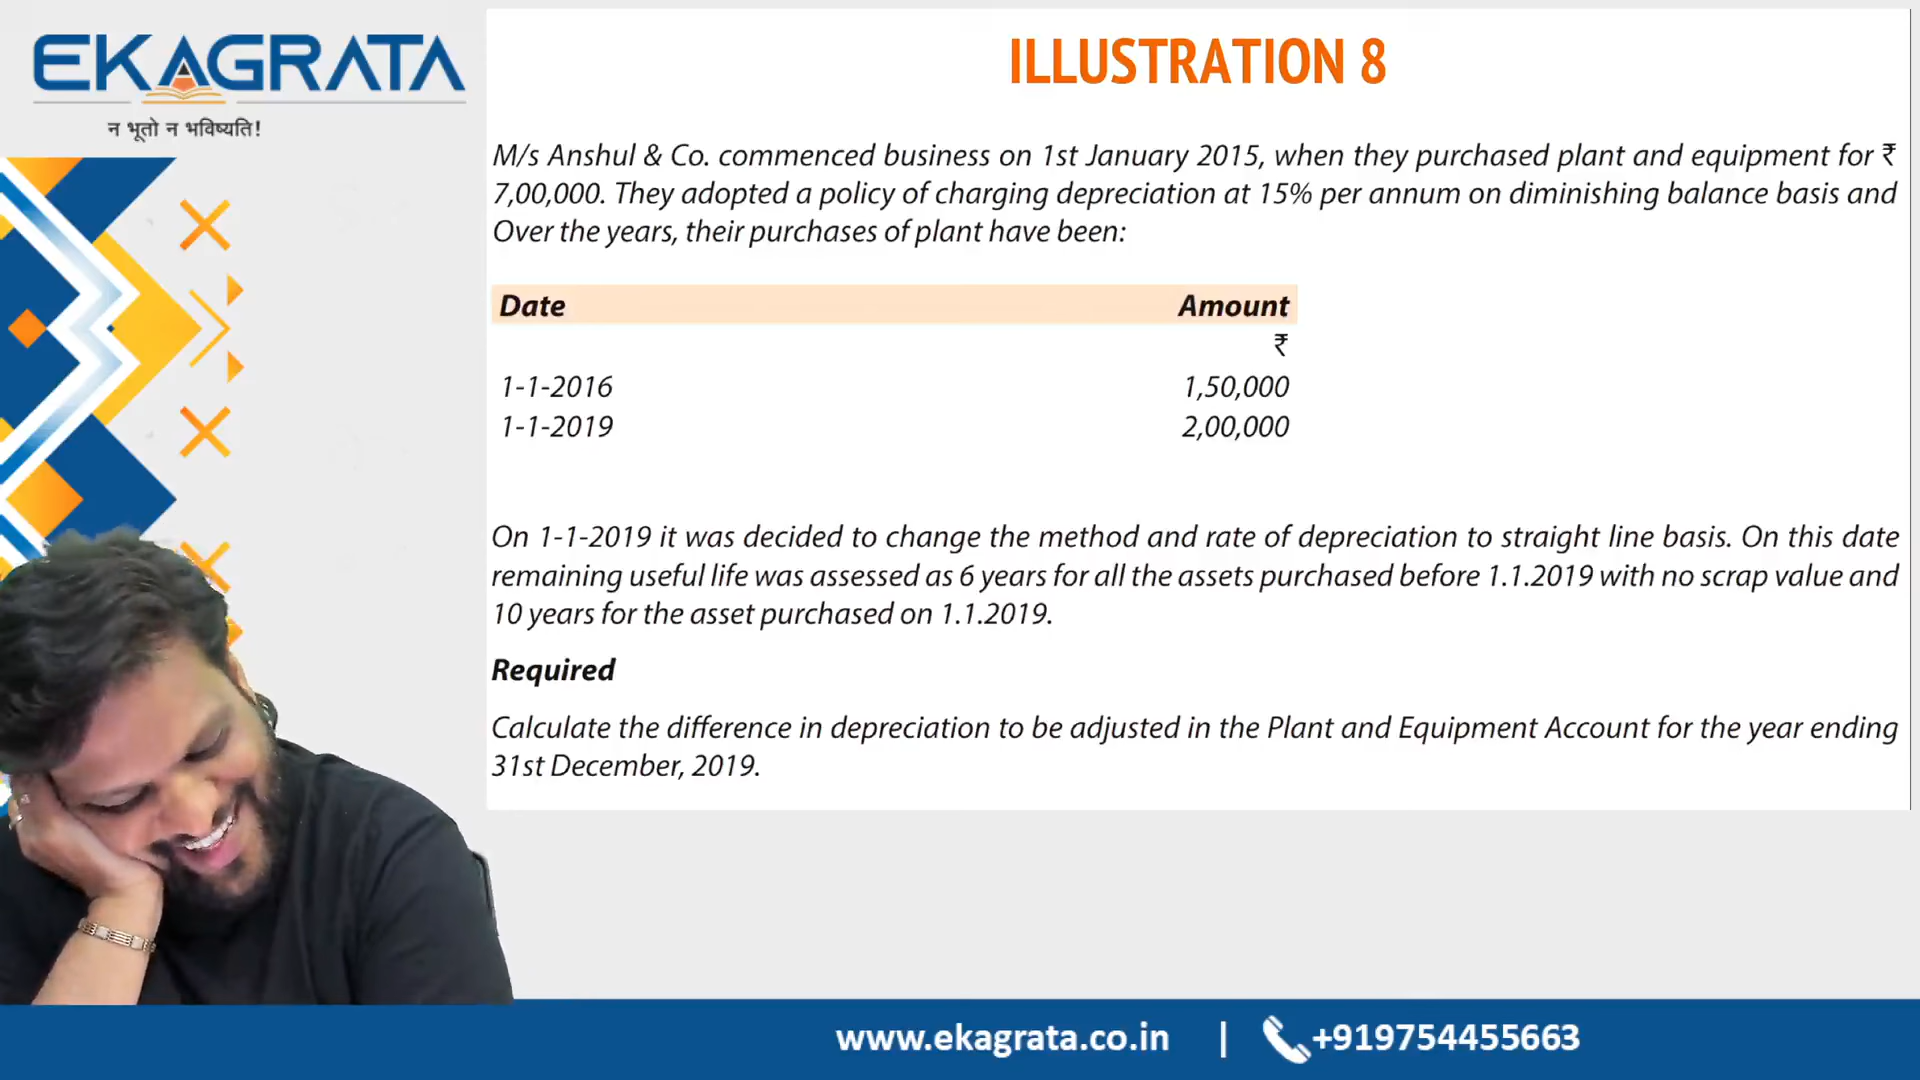 EKAGRATA
न भूतो न भविष्यति!
ILLUSTRATION 8
M/s Anshul & Co. commenced business on 1st January 2015, when they purchased plant and equipment for ₹
7,00,000. They adopted a policy of charging depreciation at 15% per annum on diminishing balance basis and
Over the years, their purchases of plant have been:
Date Amount
₹
1-1-2016 1,50,000
1-1-2019 2,00,000
On 1-1-2019 it was decided to change the method and rate of depreciation to straight line basis. On this date
remaining useful life was assessed as 6 years for all the assets purchased before 1.1.2019 with no scrap value and
10 years for the asset purchased on 1.1.2019.
Required
Calculate the difference in depreciation to be adjusted in the Plant and Equipment Account for the year ending
31st December, 2019.
www.ekagrata.co.in | +919754455663